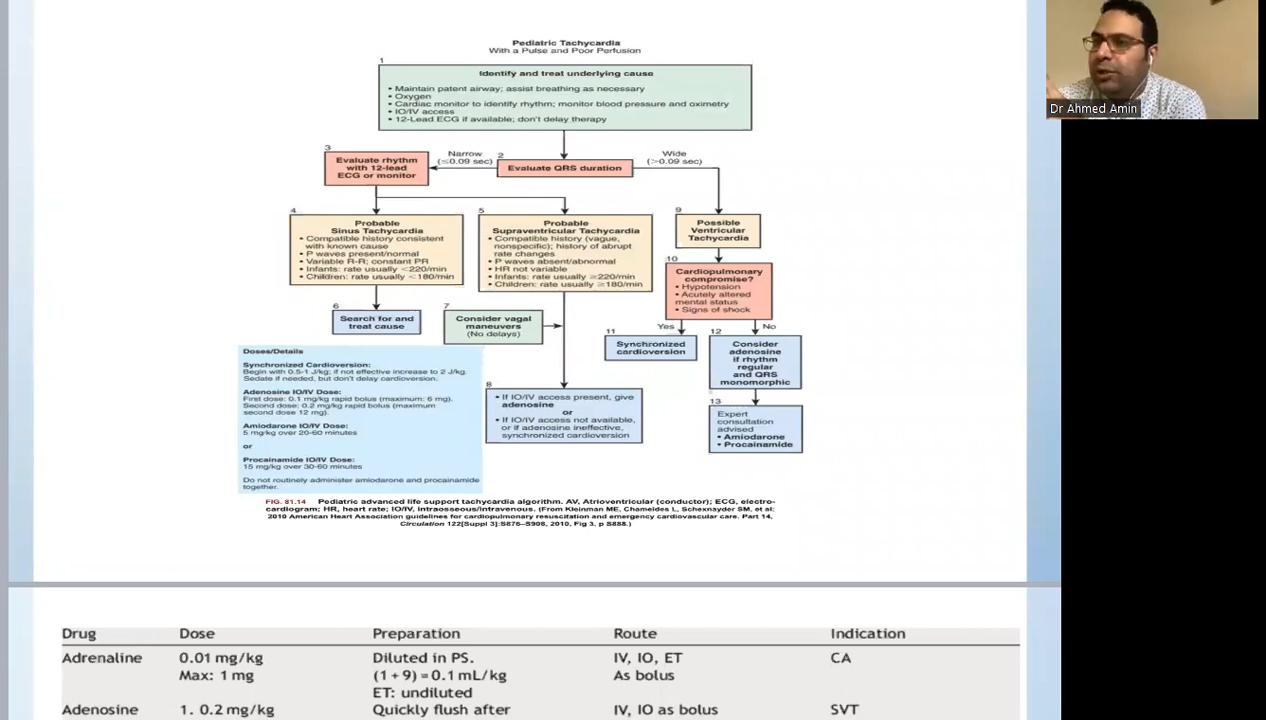 Pediatric Tachycardia
With a Pulse and Poor Perfusion
1
Identify and treat underlying cause
• Maintain patent airway; assist breathing as necessary
• Oxygen
• Cardiac monitor to identify rhythm; monitor blood pressure and oximetry
• IO/IV access
• 12-Lead ECG if available; don't delay therapy
Narrow
(≤0.09 sec)
2
Evaluate QRS duration
Wide
(>0.09 sec)
3
Evaluate rhythm
with 12-lead
ECG or monitor
4
Probable
Sinus Tachycardia
• Compatible history consistent
with known cause
• P waves present/normal
• Variable R-R; constant PR
• Infants: rate usually <220/min
• Children: rate usually <180/min
5
Probable
Supraventricular Tachycardia
• Compatible history (vague,
nonspecific); history of abrupt
rate changes
• P waves absent/abnormal
• HR not variable
• Infants: rate usually ≥220/min
• Children: rate usually ≥180/min
9
Possible
Ventricular
Tachycardia
10
Cardiopulmonary
compromise?
• Hypotension
• Acutely altered
mental status
• Signs of shock
6
Search for and
treat cause
7
Consider vagal
maneuvers
(No delays)
Yes
No
11
Synchronized
cardioversion
12
Consider
adenosine
if rhythm
regular
and QRS
monomorphic
8
• If IO/IV access present, give
adenosine
or
• If IO/IV access not available,
or if adenosine ineffective,
synchronized cardioversion
13
Expert
consultation
advised
• Amiodarone
• Procainamide
Doses/Details
Synchronized Cardioversion:
Begin with 0.5-1 J/kg; if not effective increase to 2 J/kg.
Sedate if needed, but don't delay cardioversion.
Adenosine IO/IV Dose:
First dose: 0.1 mg/kg rapid bolus (maximum: 6 mg).
Second dose: 0.2 mg/kg rapid bolus (maximum
second dose 12 mg).
Amiodarone IO/IV Dose:
5 mg/kg over 20-60 minutes
or
Procainamide IO/IV Dose:
15 mg/kg over 30-60 minutes
Do not routinely administer amiodarone and procainamide
together.
FIG. 81.14 Pediatric advanced life support tachycardia algorithm. AV, Atrioventricular (conductor); ECG, electro-
cardiogram; HR, heart rate; IO/IV, intraosseous/intravenous. (From Kleinman ME, Chameides L, Schexnayder SM, et al:
2010 American Heart Association guidelines for cardiopulmonary resuscitation and emergency cardiovascular care. Part 14,
Circulation 122[Suppl 3]:S876–S908, 2010, Fig 3, p S888.)
Dr Ahmed Amin
Drug Dose Preparation Route Indication
Adrenaline 0.01 mg/kg Diluted in PS. IV, IO, ET CA
Max: 1 mg (1 + 9) = 0.1 mL/kg As bolus
ET: undiluted
Adenosine 1. 0.2 mg/kg Quickly flush after IV, IO as bolus SVT